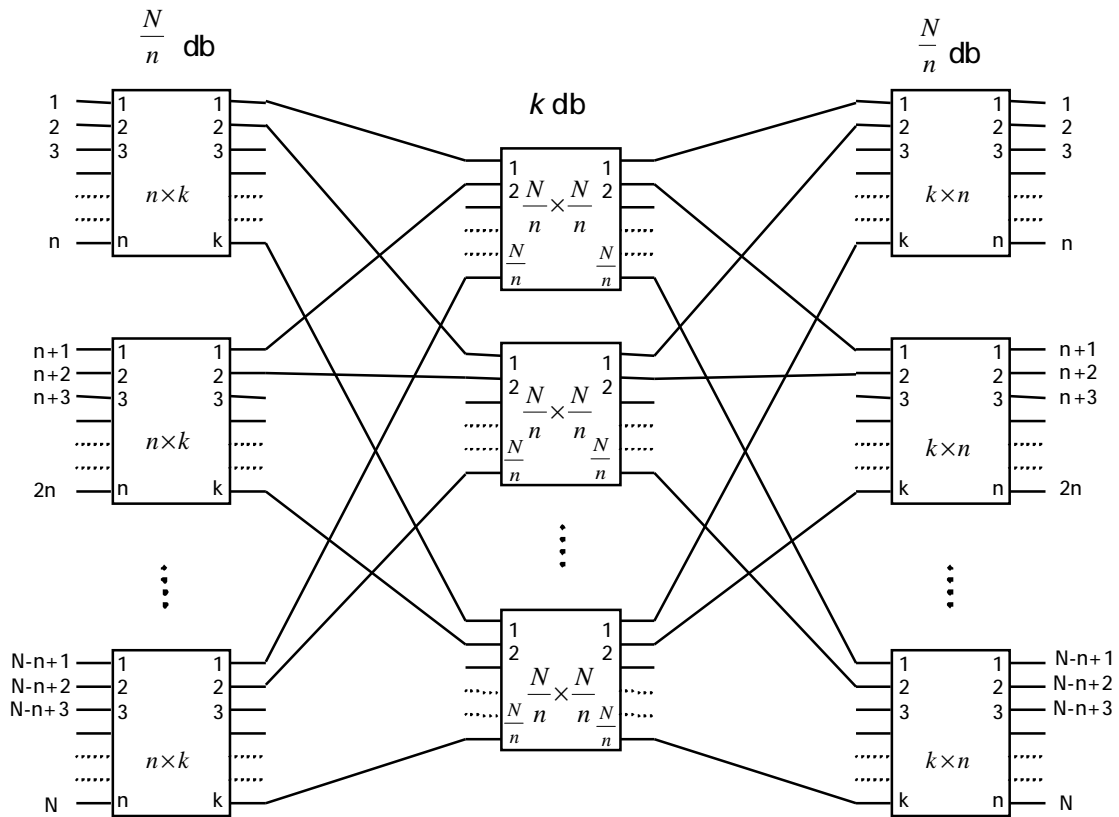 N/n db
k db
N/n db
1 1 1
2 2 2
3 3 3
n×k
n n k
n+1 1 1
n+2 2 2
n+3 3 3
n×k
2n n k
N-n+1 1 1
N-n+2 2 2
N-n+3 3 3
n×k
N n k
1 1
2 N/n × N/n 2
N/n N/n
1 1
2 N/n × N/n 2
N/n N/n
1 1
2 N/n × N/n 2
N/n N/n
1 1 1
2 2 2
3 3 3
k×n
k n n
1 1 n+1
2 2 n+2
3 3 n+3
k×n
k n 2n
1 1 N-n+1
2 2 N-n+2
3 3 N-n+3
k×n
k n N